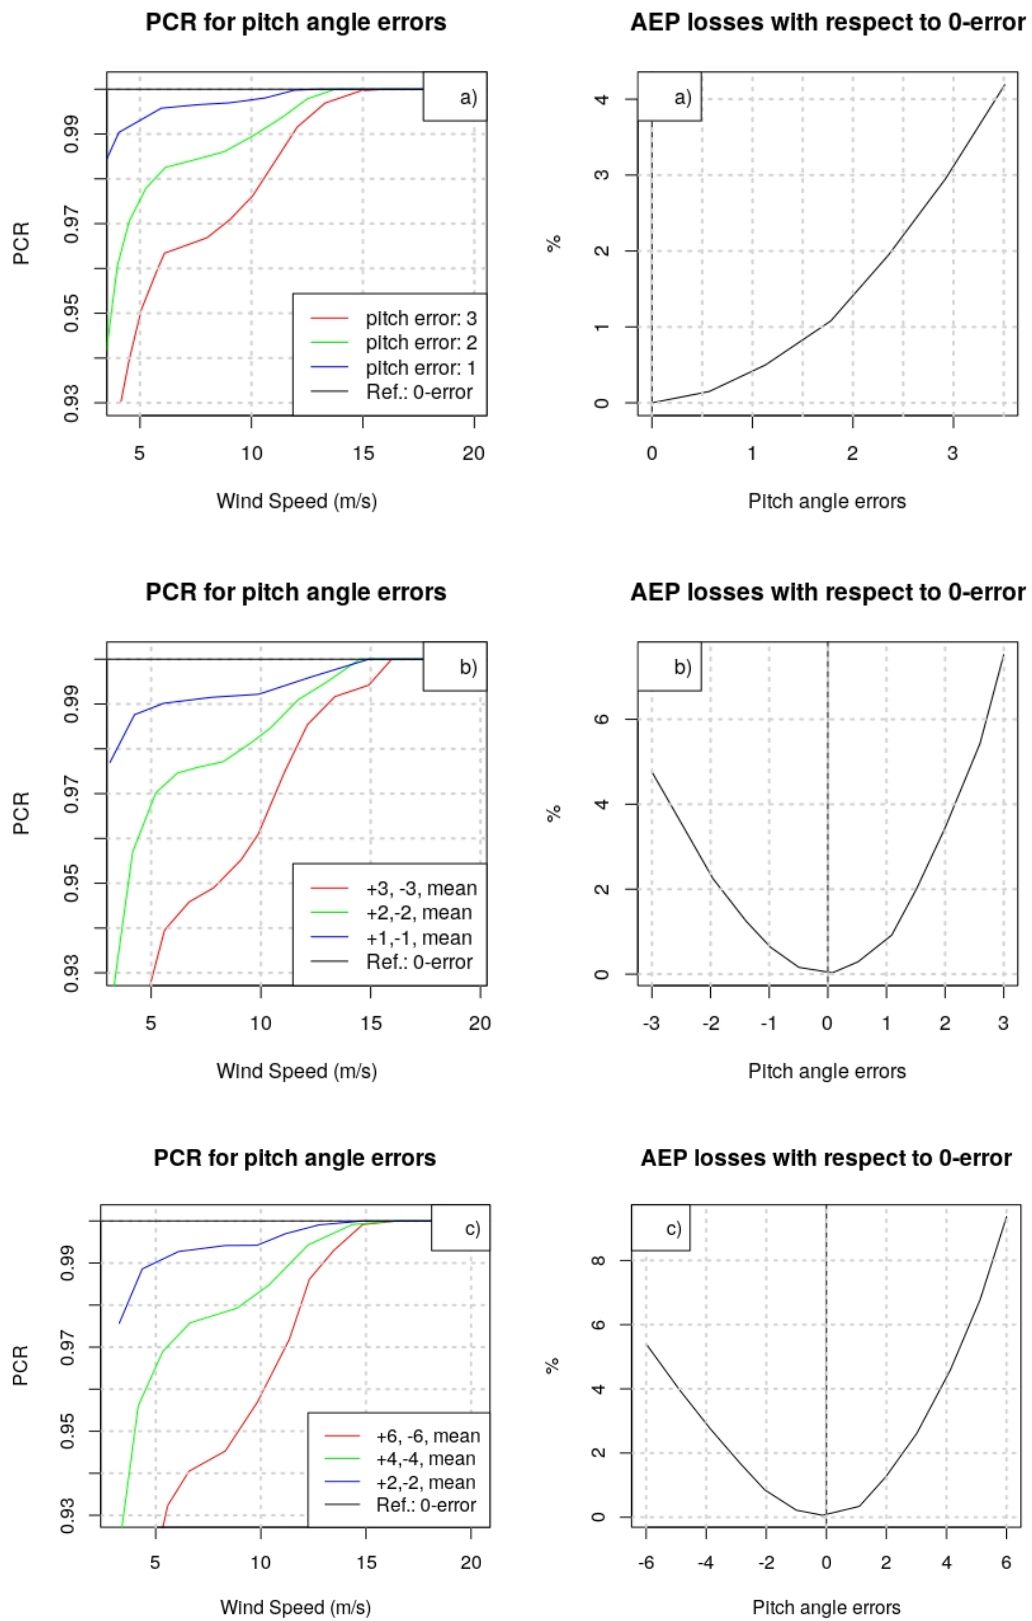 PCR for pitch angle errors
AEP losses with respect to 0-error
a)
PCR
0.99
0.97
0.95
0.93
pitch error: 3
pitch error: 2
pitch error: 1
Ref.: 0-error
5 10 15 20
Wind Speed (m/s)
a)
%
4
3
2
1
0
0 1 2 3
Pitch angle errors
PCR for pitch angle errors
AEP losses with respect to 0-error
b)
PCR
0.99
0.97
0.95
0.93
+3, -3, mean
+2,-2, mean
+1,-1, mean
Ref.: 0-error
5 10 15 20
Wind Speed (m/s)
b)
%
6
4
2
0
-3 -2 -1 0 1 2 3
Pitch angle errors
PCR for pitch angle errors
AEP losses with respect to 0-error
c)
PCR
0.99
0.97
0.95
0.93
+6, -6, mean
+4,-4, mean
+2,-2, mean
Ref.: 0-error
5 10 15 20
Wind Speed (m/s)
c)
%
8
6
4
2
0
-6 -4 -2 0 2 4 6
Pitch angle errors